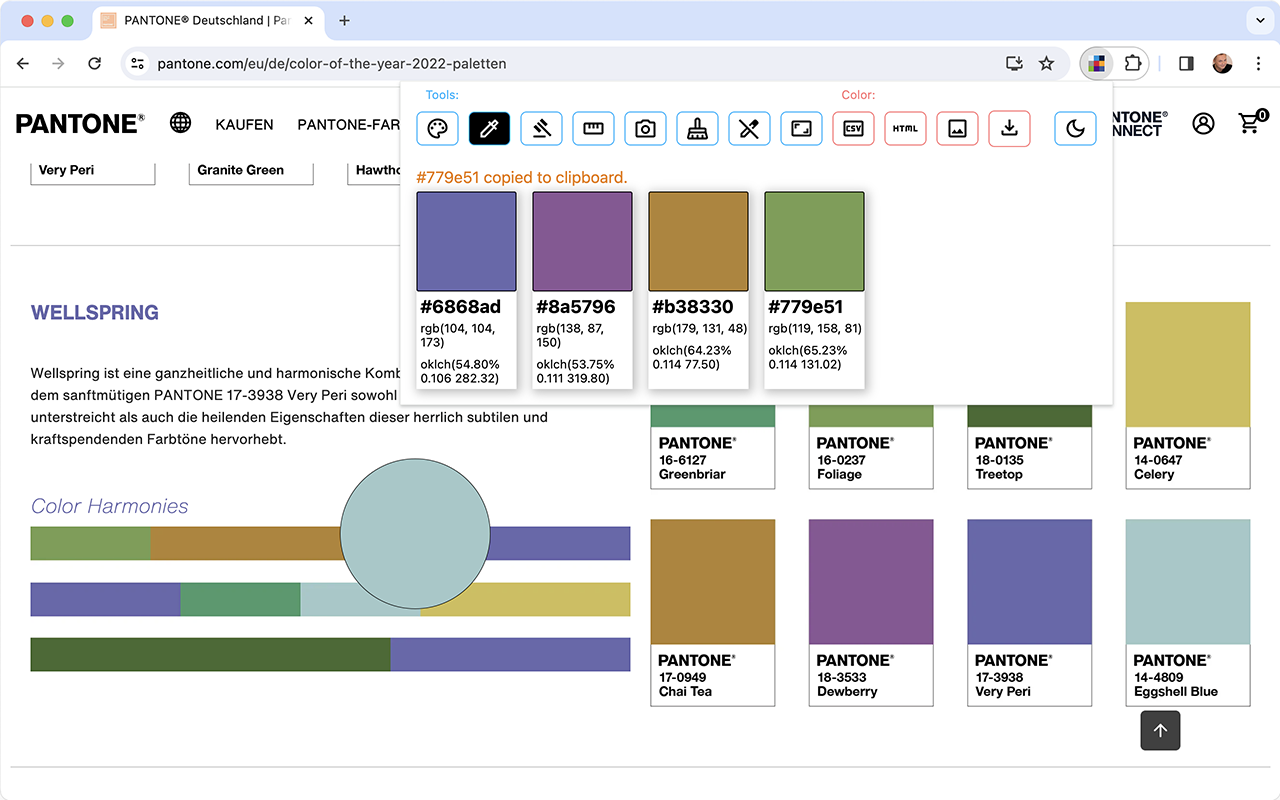 PANTONE® Deutschland | Pa
pantone.com/eu/de/color-of-the-year-2022-paletten
Tools:
Color:
CSV
HTML
PANTONE®
KAUFEN
PANTONE-FAR
NTONE®
NNECT
0
Very Peri
Granite Green
Hawtho
#779e51 copied to clipboard.
#6868ad
rgb(104, 104,
173)
oklch(54.80%
0.106 282.32)
#8a5796
rgb(138, 87,
150)
oklch(53.75%
0.111 319.80)
#b38330
rgb(179, 131, 48)
oklch(64.23%
0.114 77.50)
#779e51
rgb(119, 158, 81)
oklch(65.23%
0.114 131.02)
WELLSPRING
Wellspring ist eine ganzheitliche und harmonische Komb
dem sanftmütigen PANTONE 17-3938 Very Peri sowohl
unterstreicht als auch die heilenden Eigenschaften dieser herrlich subtilen und
kraftspendenden Farbtöne hervorhebt.
Color Harmonies
PANTONE®
16-6127
Greenbriar
PANTONE®
16-0237
Foliage
PANTONE®
18-0135
Treetop
PANTONE®
14-0647
Celery
PANTONE®
17-0949
Chai Tea
PANTONE®
18-3533
Dewberry
PANTONE®
17-3938
Very Peri
PANTONE®
14-4809
Eggshell Blue